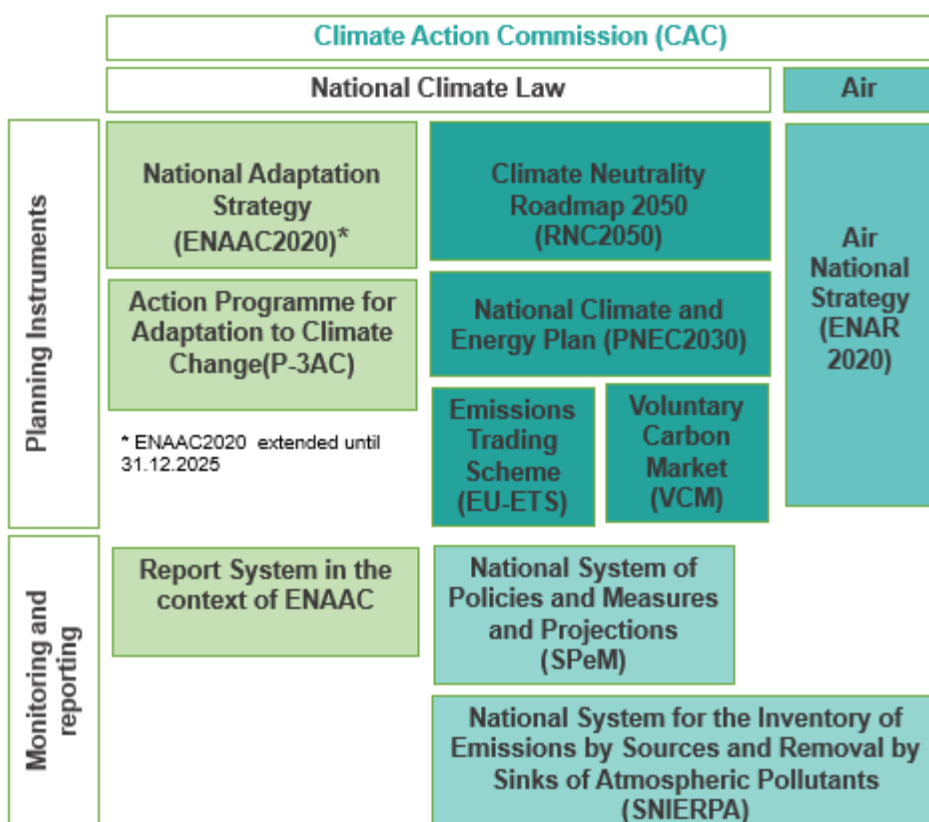 Climate Action Commission (CAC)
National Climate Law
Air
Planning Instruments
National Adaptation
Strategy
(ENAAC2020)*
Climate Neutrality
Roadmap 2050
(RNC2050)
Air
National
Strategy
(ENAR
2020)
Action Programme for
Adaptation to Climate
Change(P-3AC)
National Climate and
Energy Plan (PNEC2030)
* ENAAC2020 extended until
31.12.2025
Emissions
Trading
Scheme
(EU-ETS)
Voluntary
Carbon
Market
(VCM)
Monitoring and
reporting
Report System in the
context of ENAAC
National System of
Policies and Measures
and Projections
(SPeM)
National System for the Inventory of
Emissions by Sources and Removal by
Sinks of Atmospheric Pollutants
(SNIERPA)